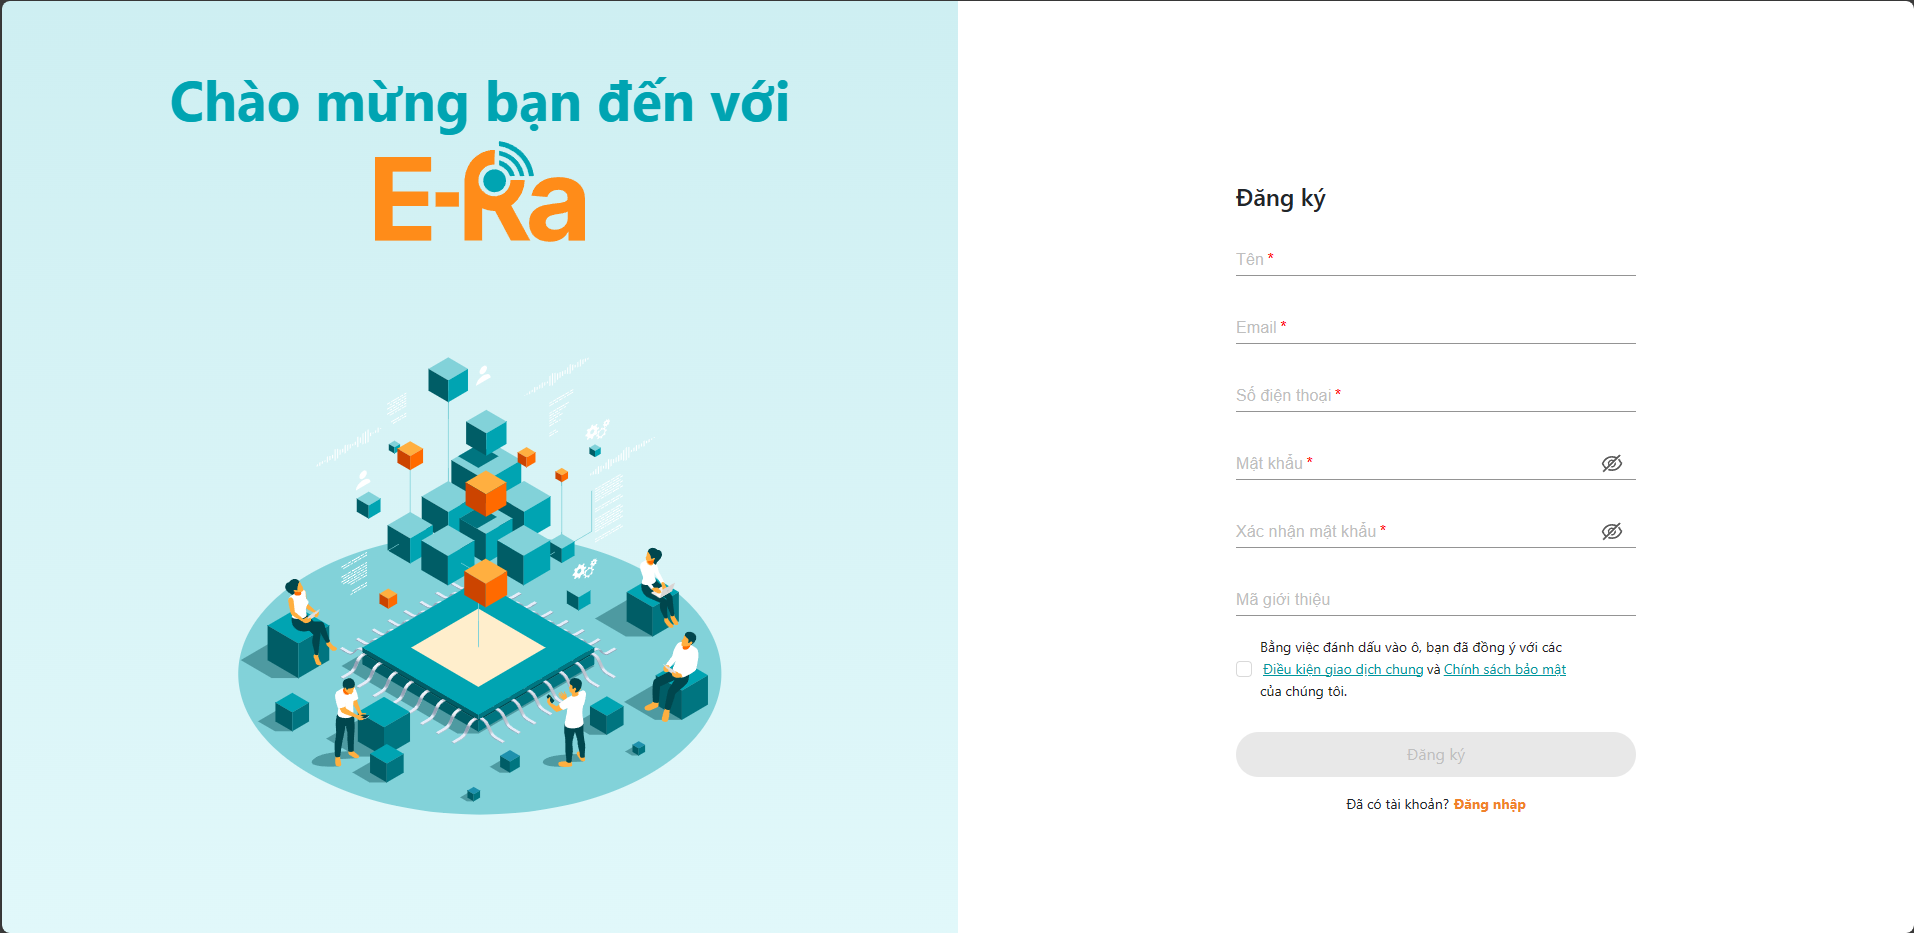 Chào mừng bạn đến với
E-Ra
Đăng ký
Tên *
Email *
Số điện thoại *
Mật khẩu *
Xác nhận mật khẩu *
Mã giới thiệu
Bằng việc đánh dấu vào ô, bạn đã đồng ý với các
Điều kiện giao dịch chung và Chính sách bảo mật
của chúng tôi.
Đăng ký
Đã có tài khoản? Đăng nhập